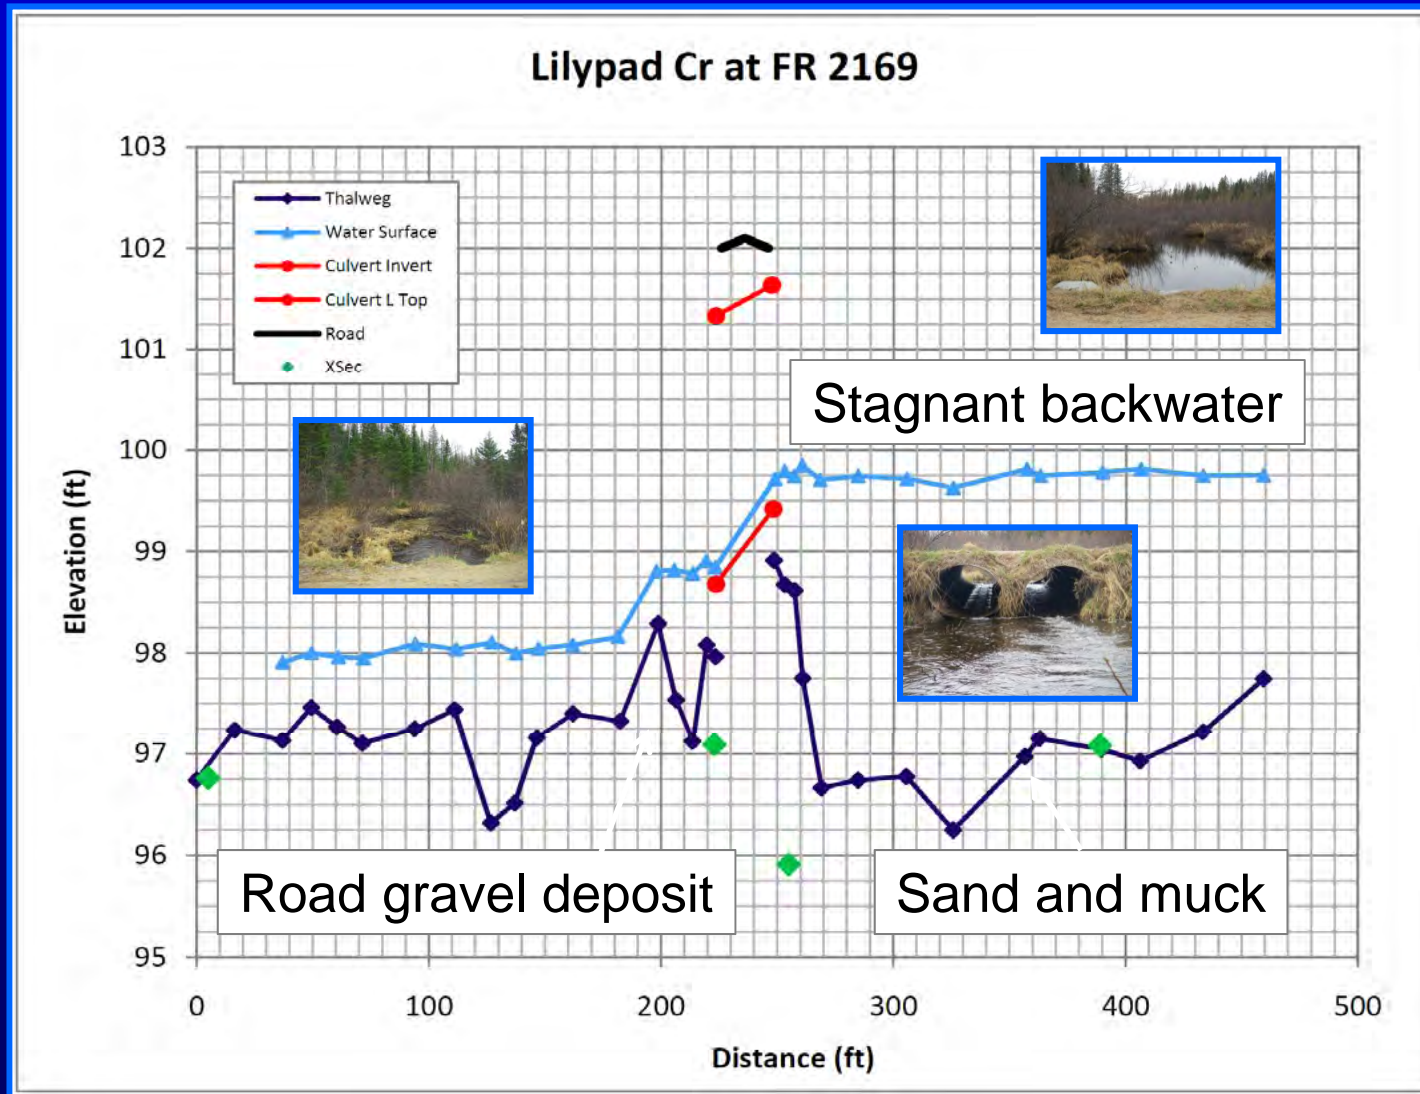 Lilypad Cr at FR 2169
103
102
101
100
99
98
97
96
95
Elevation (ft)
Thalweg
Water Surface
Culvert Invert
Culvert L Top
Road
XSec
Stagnant backwater
Road gravel deposit
Sand and muck
0
100
200
300
400
500
Distance (ft)